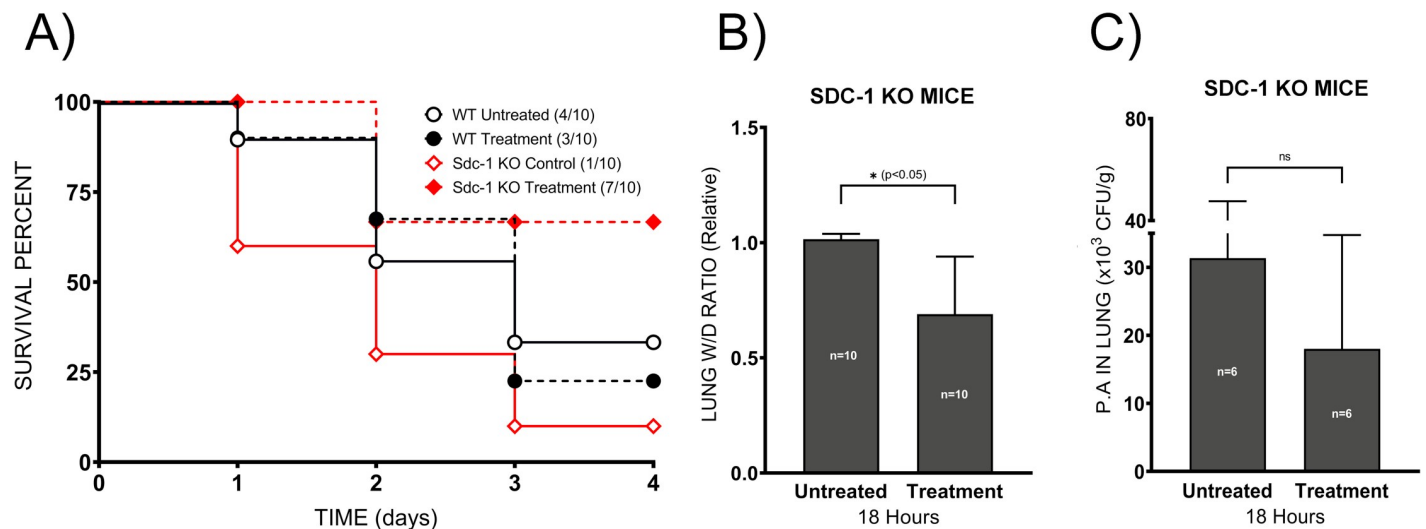 A)
SURVIVAL PERCENT
100
75
50
25
0
0 1 2 3 4
TIME (days)
WT Untreated (4/10)
WT Treatment (3/10)
Sdc-1 KO Control (1/10)
Sdc-1 KO Treatment (7/10)
B)
SDC-1 KO MICE
LUNG W/D RATIO (Relative)
1.5
1.0
0.5
0.0
* (p<0.05)
n=10
n=10
Untreated Treatment
18 Hours
C)
SDC-1 KO MICE
P.A IN LUNG (x10³ CFU/g)
80
40
30
20
10
0
ns
n=6
n=6
Untreated Treatment
18 Hours